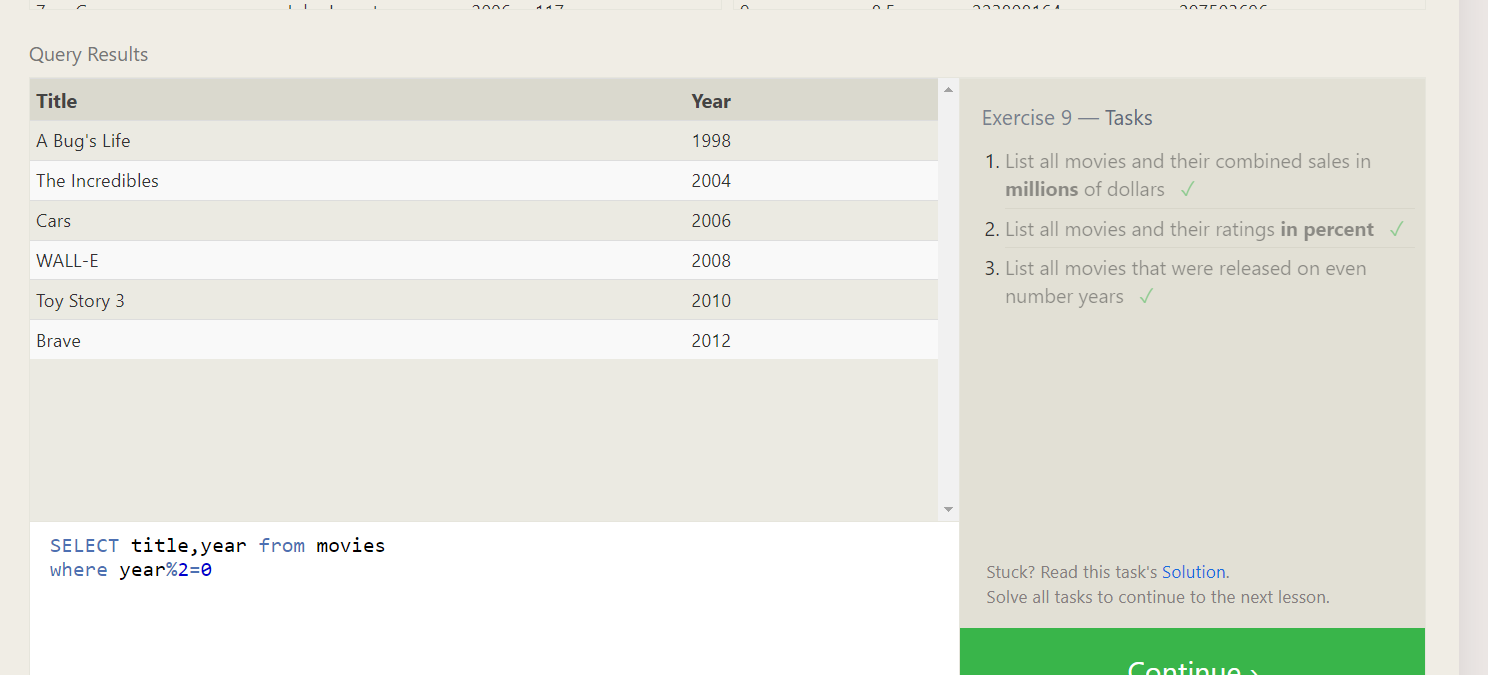 Query Results
Title Year
A Bug's Life 1998
The Incredibles 2004
Cars 2006
WALL-E 2008
Toy Story 3 2010
Brave 2012
SELECT title,year from movies
where year%2=0
Exercise 9 — Tasks
1. List all movies and their combined sales in
millions of dollars ✓
2. List all movies and their ratings in percent ✓
3. List all movies that were released on even
number years ✓
Stuck? Read this task's Solution.
Solve all tasks to continue to the next lesson.
Continue ›